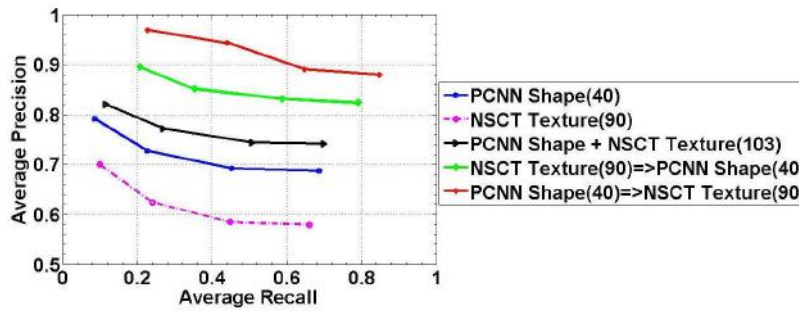 1
0.9
0.8
0.7
0.6
0.5
0
0.2
0.4
0.6
0.8
1
Average Precision
Average Recall
PCNN Shape(40)
NSCT Texture(90)
PCNN Shape + NSCT Texture(103)
NSCT Texture(90)=>PCNN Shape(40
PCNN Shape(40)=>NSCT Texture(90